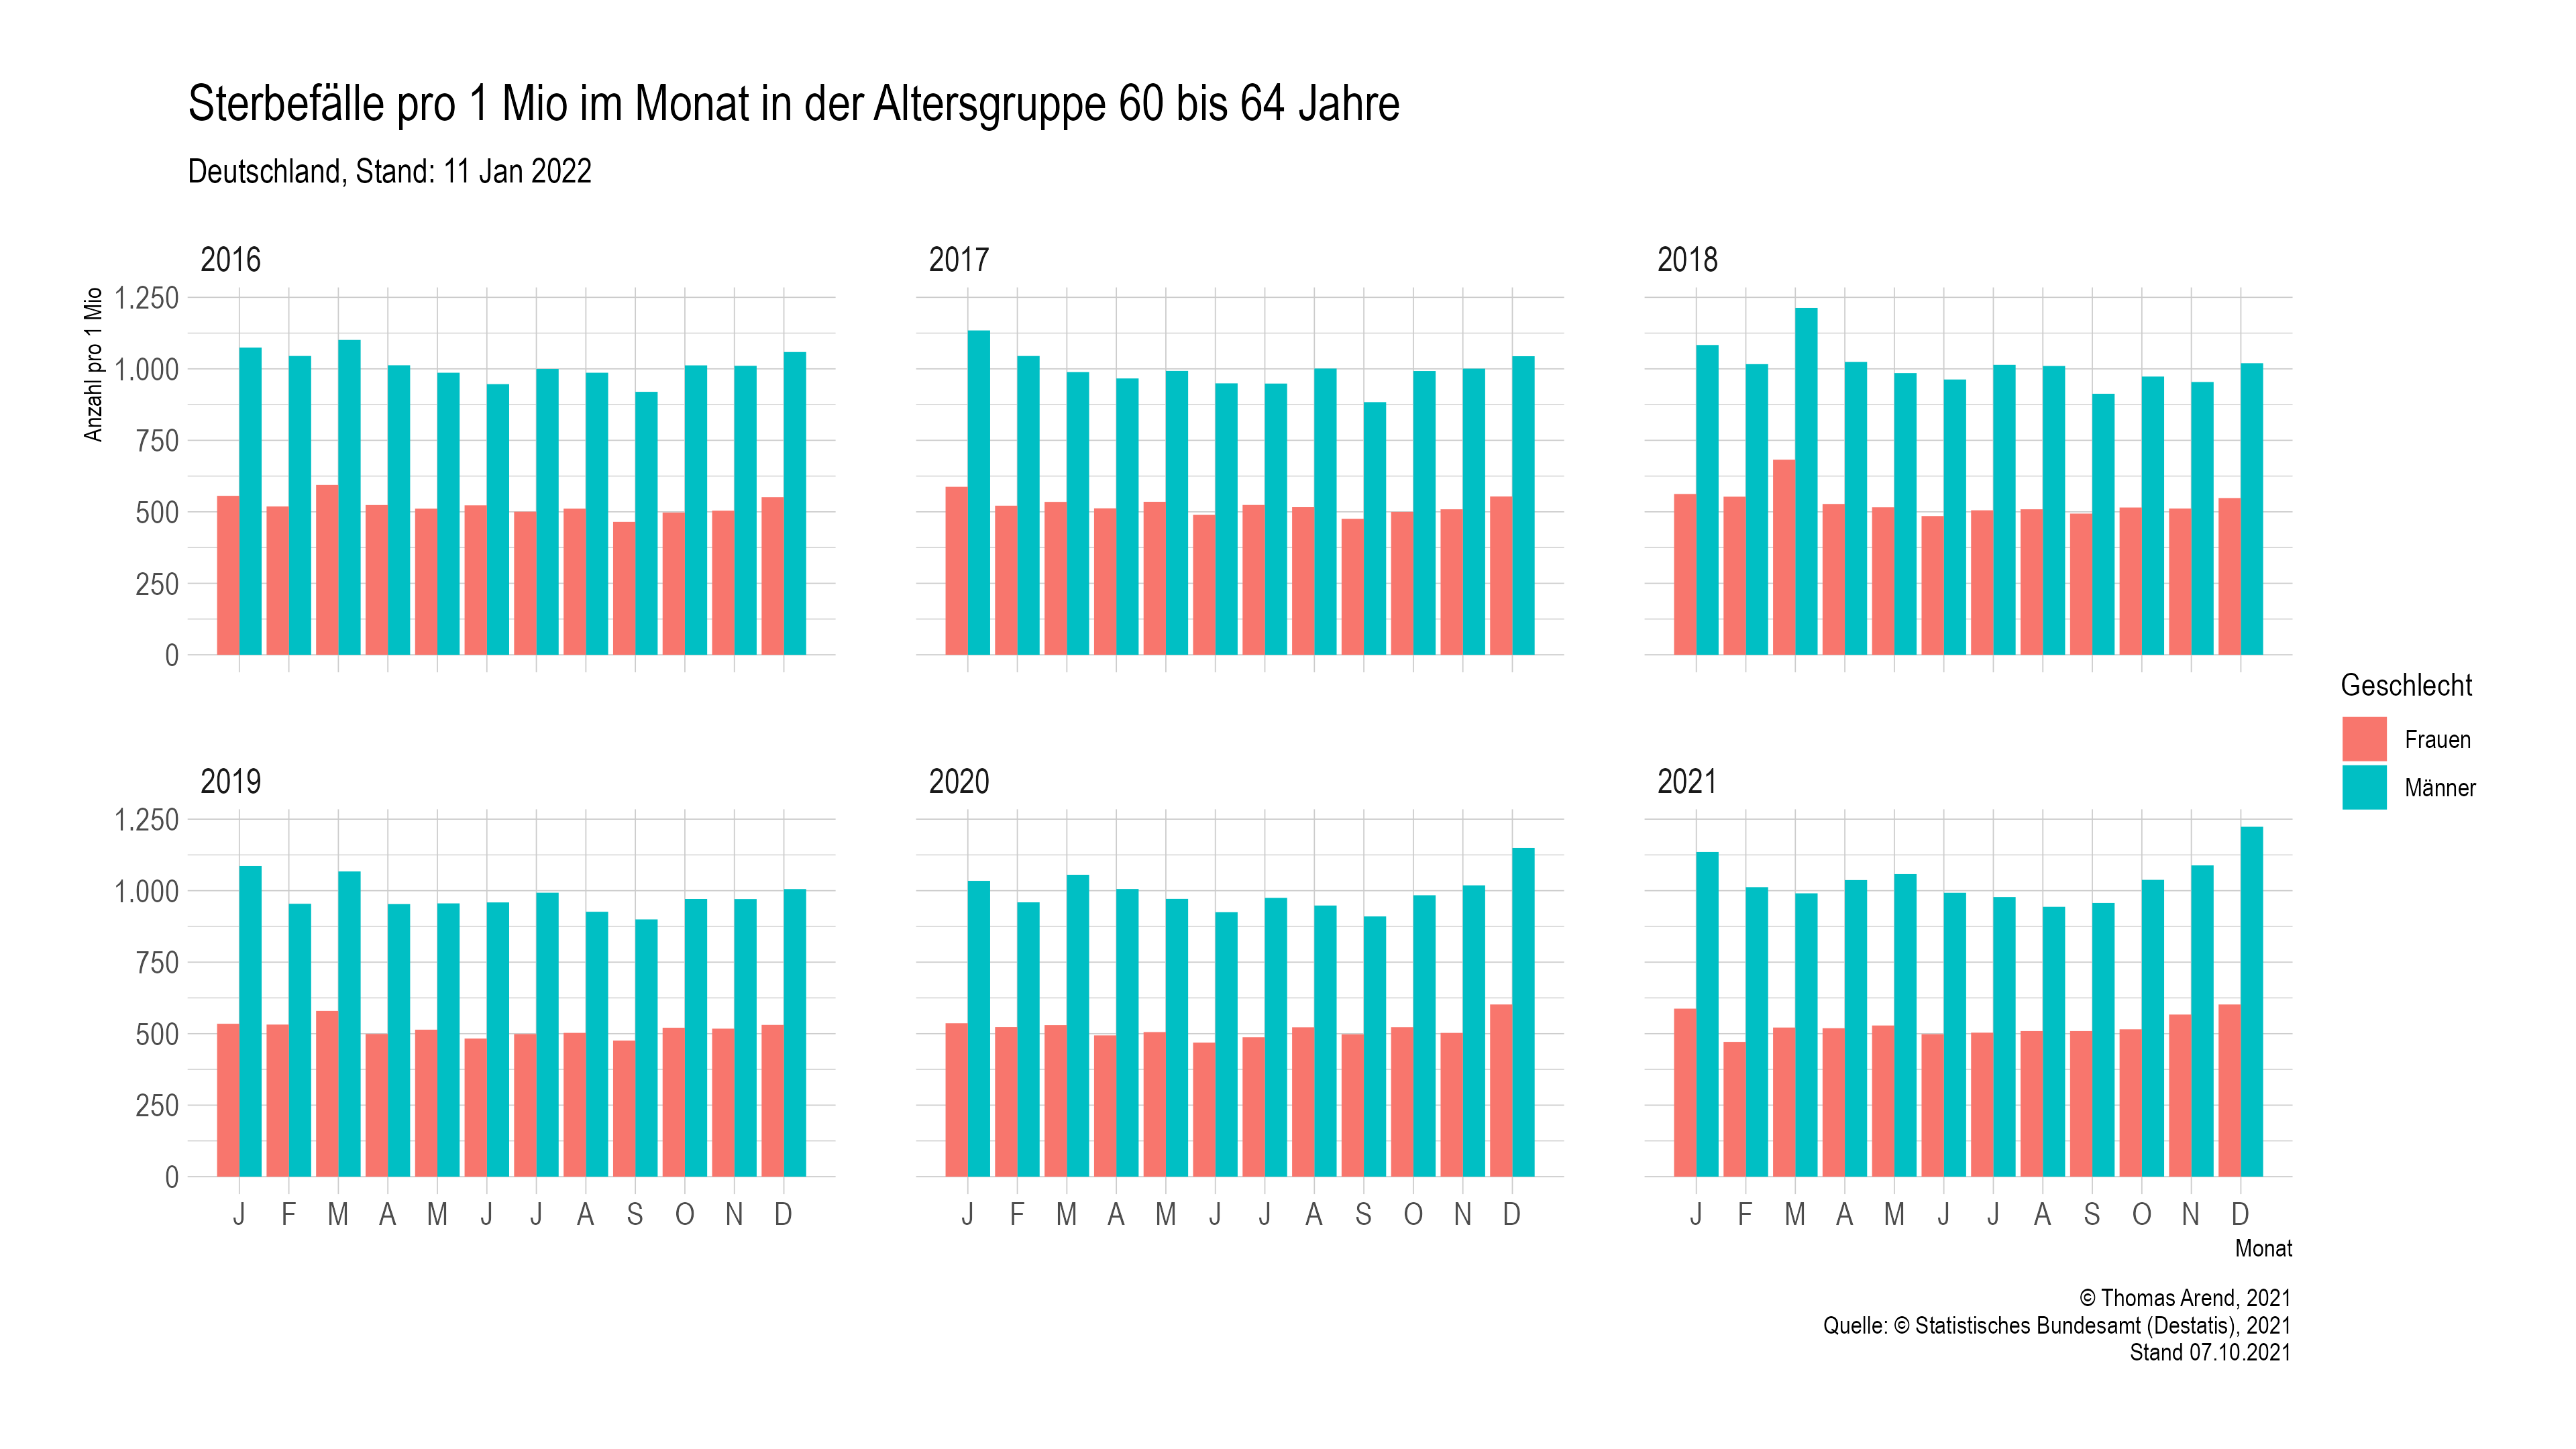 Sterbefälle pro 1 Mio im Monat in der Altersgruppe 60 bis 64 Jahre
Deutschland, Stand: 11 Jan 2022
2016
2017
2018
Anzahl pro 1 Mio
1.250
1.000
750
500
250
0
Geschlecht
Frauen
Männer
2019
2020
2021
1.250
1.000
750
500
250
0
J F M A M J J A S O N D
J F M A M J J A S O N D
J F M A M J J A S O N D
Monat
© Thomas Arend, 2021
Quelle: © Statistisches Bundesamt (Destatis), 2021
Stand 07.10.2021